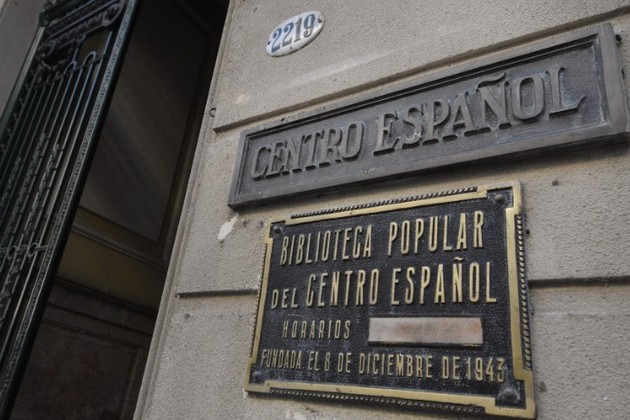 2219
CENTRO ESPAÑOL
BIBLIOTECA POPULAR
DEL CENTRO ESPAÑOL
HORARIOS
FUNDADA EL 8 DE DICIEMBRE DE 1943